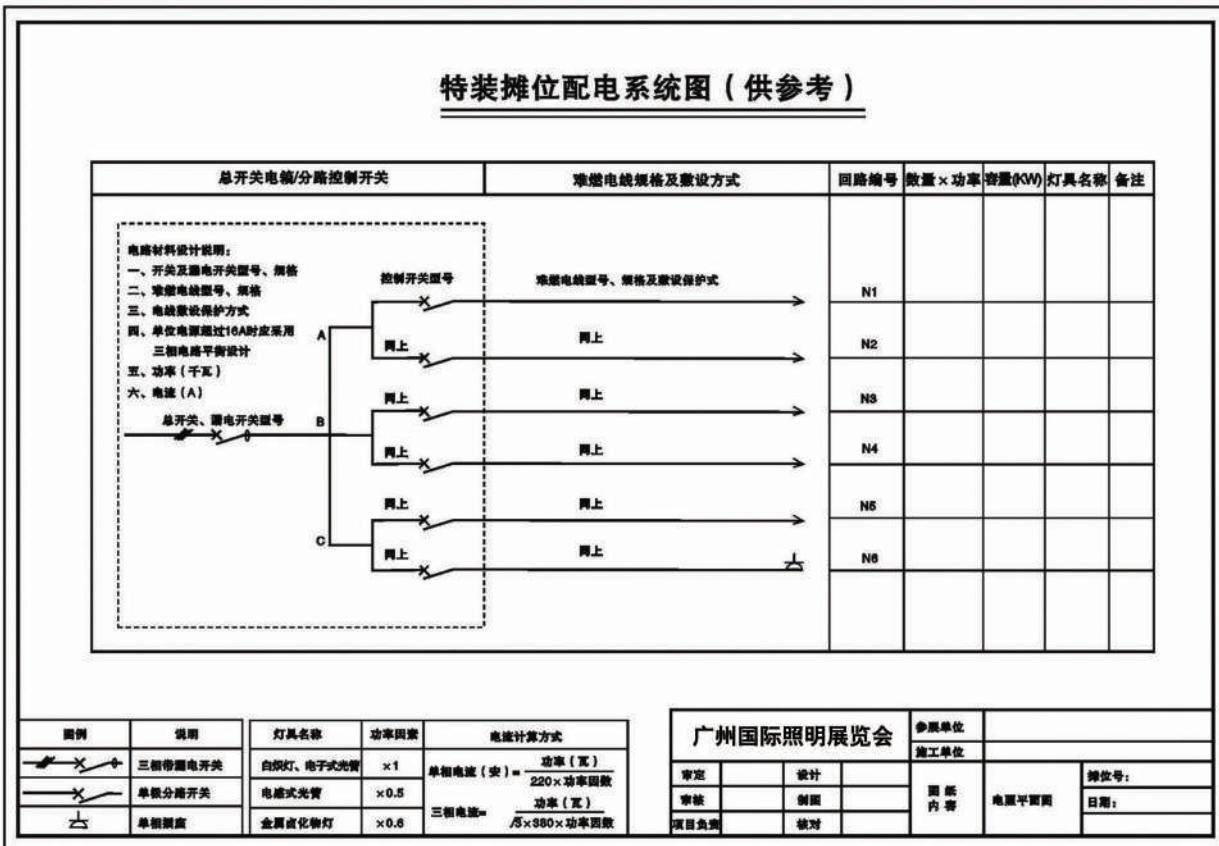 特装摊位配电系统图（供参考）
总开关电箱/分路控制开关 难燃电线规格及敷设方式 回路编号 数量×功率 容量(KW) 灯具名称 备注
电路材料设计说明：
一、开关及漏电开关型号、规格
二、难燃电线型号、规格
三、电线敷设保护方式
四、单位电源超过16A时应采用
三相电路平衡设计
五、功率（千瓦）
六、电流（A）
总开关、漏电开关型号
A
B
C
控制开关型号 难燃电线型号、规格及敷设保护式 N1
同上 同上 N2
同上 同上 N3
同上 同上 N4
同上 同上 N5
同上 同上 N6
图例 说明
三相带漏电开关
单极分路开关
单相插座
灯具名称 功率因素 电流计算方式
白炽灯、电子式光管 ×1
电感式光管 ×0.5
金属卤化物灯 ×0.6
单相电流（安）= 功率（瓦）
220×功率因数
三相电流= 功率（瓦）
√3×380×功率因数
广州国际照明展览会
参展单位
施工单位
审定 设计
审核 制图
项目负责 核对
图纸
内容
电原平面图
摊位号：
日期：